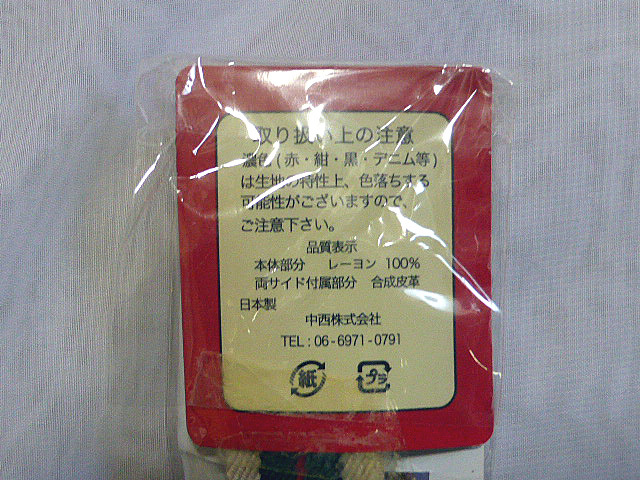 取り扱い上の注意
濃色(赤・紺・黒・デニム等)
は生地の特性上、色落ちする
可能性がございますので、
ご注意下さい。
品質表示
本体部分 レーヨン 100%
両サイド付属部分 合成皮革
日本製
中西株式会社
TEL : 06-6971-0791
紙 プラ